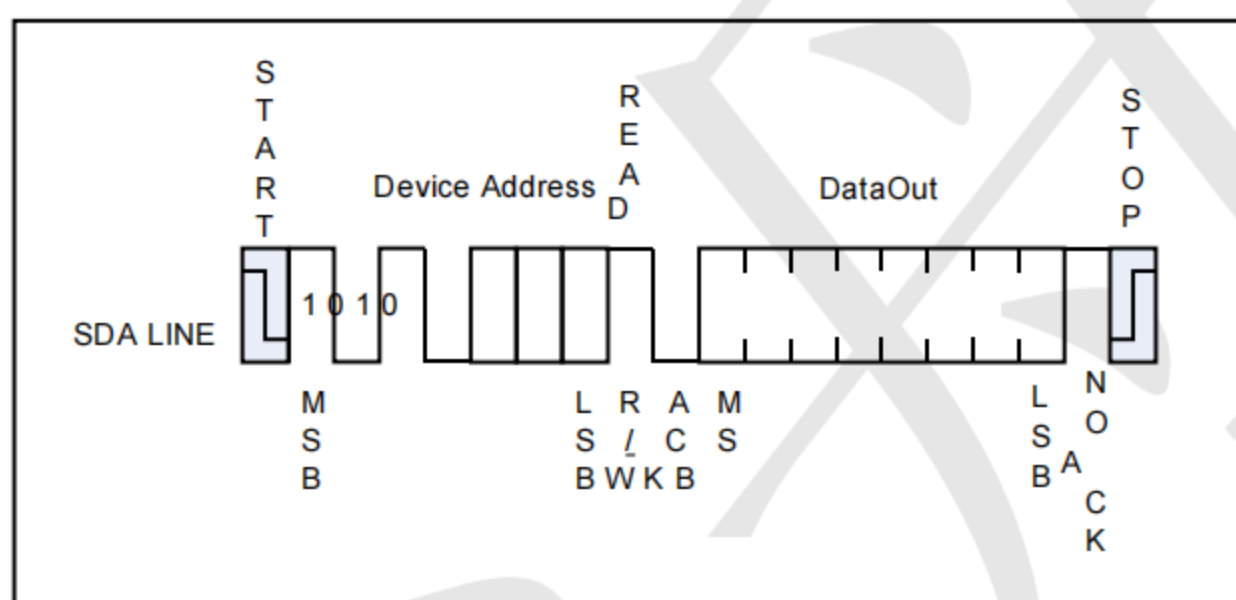 START
Device Address
READ
DataOut
STOP
1 0 1 0
SDA LINE
MSB
LSB
R/W
ACK
MSB
LSB
NO ACK